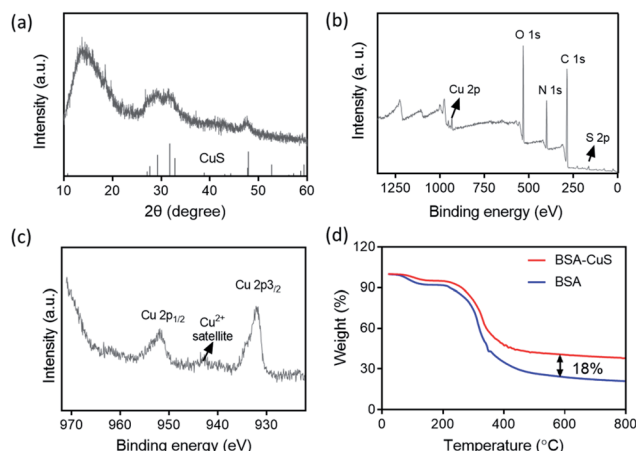 (a)
Intensity (a.u.)
CuS
10 20 30 40 50 60
2θ (degree)
(b)
Intensity (a. u.)
O 1s
C 1s
N 1s
Cu 2p
S 2p
1250 1000 750 500 250 0
Binding energy (eV)
(c)
Intensity (a.u.)
Cu 2p3/2
Cu 2p1/2
Cu2+
satellite
970 960 950 940 930
Binding energy (eV)
(d)
Weight (%)
120
90
60
30
0
BSA-CuS
BSA
18%
0 200 400 600 800
Temperature (°C)